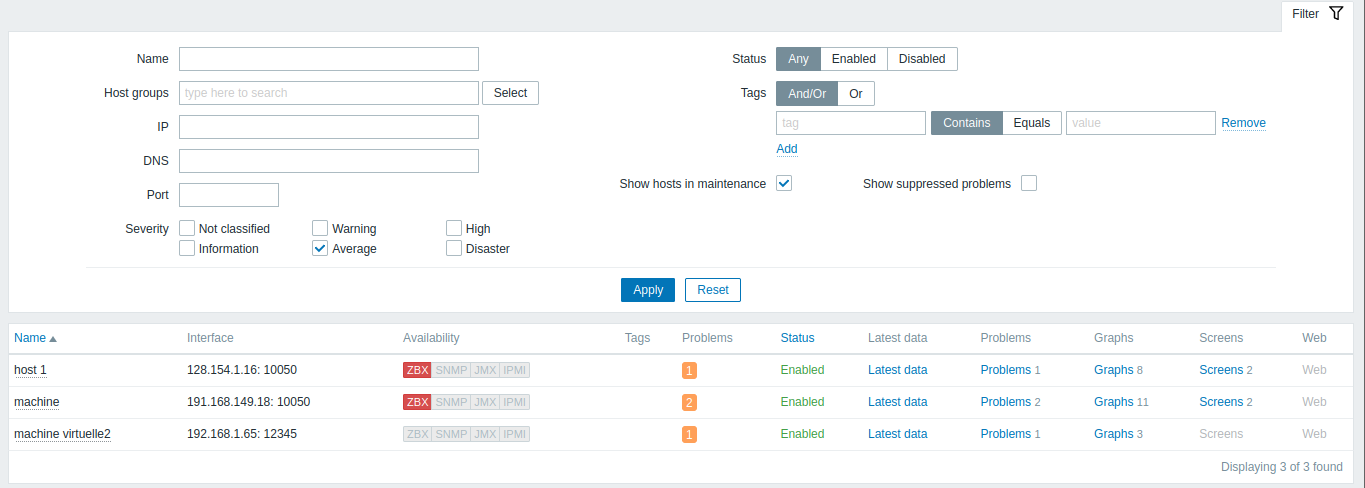 Filter
Name
Status Any Enabled Disabled
Host groups type here to search Select
Tags And/Or Or
IP
tag Contains Equals value Remove
DNS
Add
Port
Show hosts in maintenance Show suppressed problems
Severity Not classified Warning High
Information Average Disaster
Apply Reset
Name Interface Availability Tags Problems Status Latest data Problems Graphs Screens Web
host 1 128.154.1.16: 10050 ZBX SNMP JMX IPMI 1 Enabled Latest data Problems 1 Graphs 8 Screens 2 Web
machine 191.168.149.18: 10050 ZBX SNMP JMX IPMI 2 Enabled Latest data Problems 2 Graphs 11 Screens 2 Web
machine virtuelle2 192.168.1.65: 12345 ZBX SNMP JMX IPMI 1 Enabled Latest data Problems 1 Graphs 3 Screens Web
Displaying 3 of 3 found